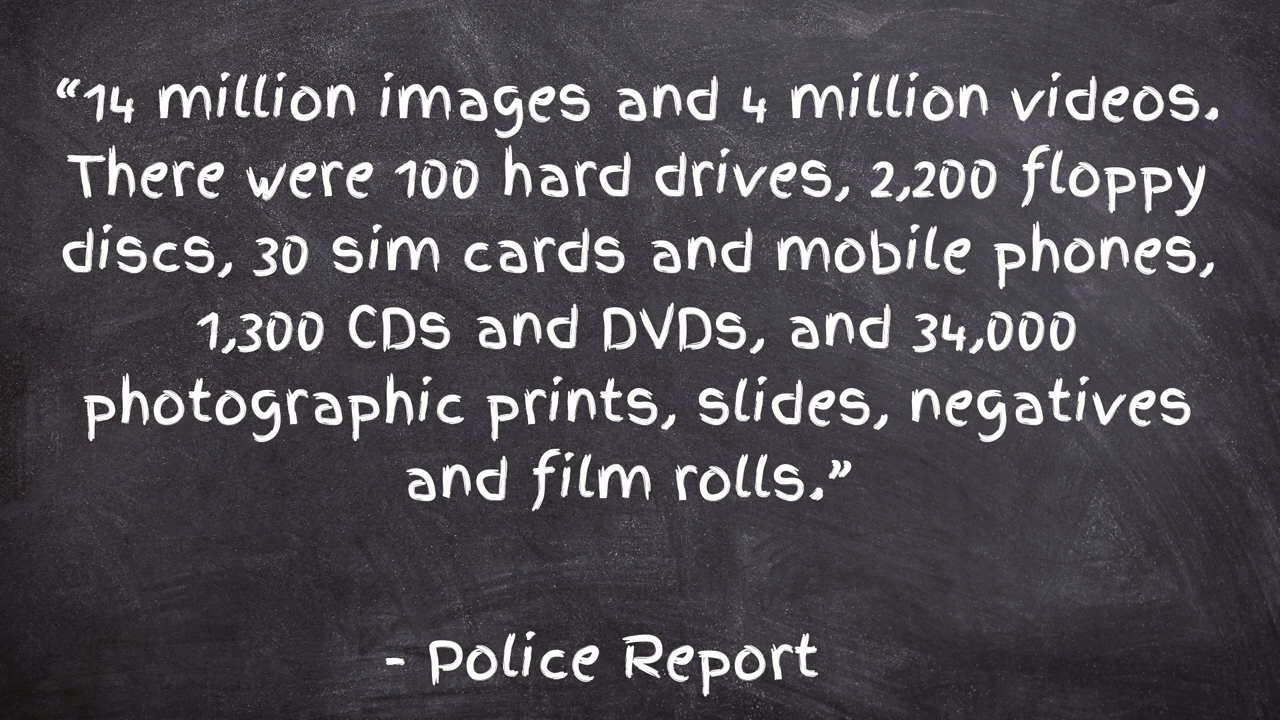 “14 million images and 4 million videos.
There were 100 hard drives, 2,200 floppy
discs, 30 sim cards and mobile phones,
1,300 CDs and DVDs, and 34,000
photographic prints, slides, negatives
and film rolls.”
- Police Report